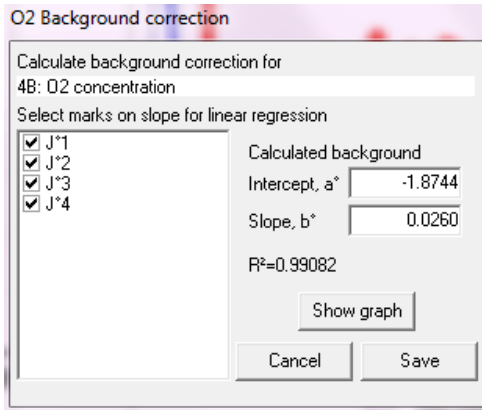 O2 Background correction
Calculate background correction for
4B: O2 concentration
Select marks on slope for linear regression
J°1
J°2
J°3
J°4
Calculated background
Intercept, a° -1.8744
Slope, b° 0.0260
R²=0.99082
Show graph
Cancel Save